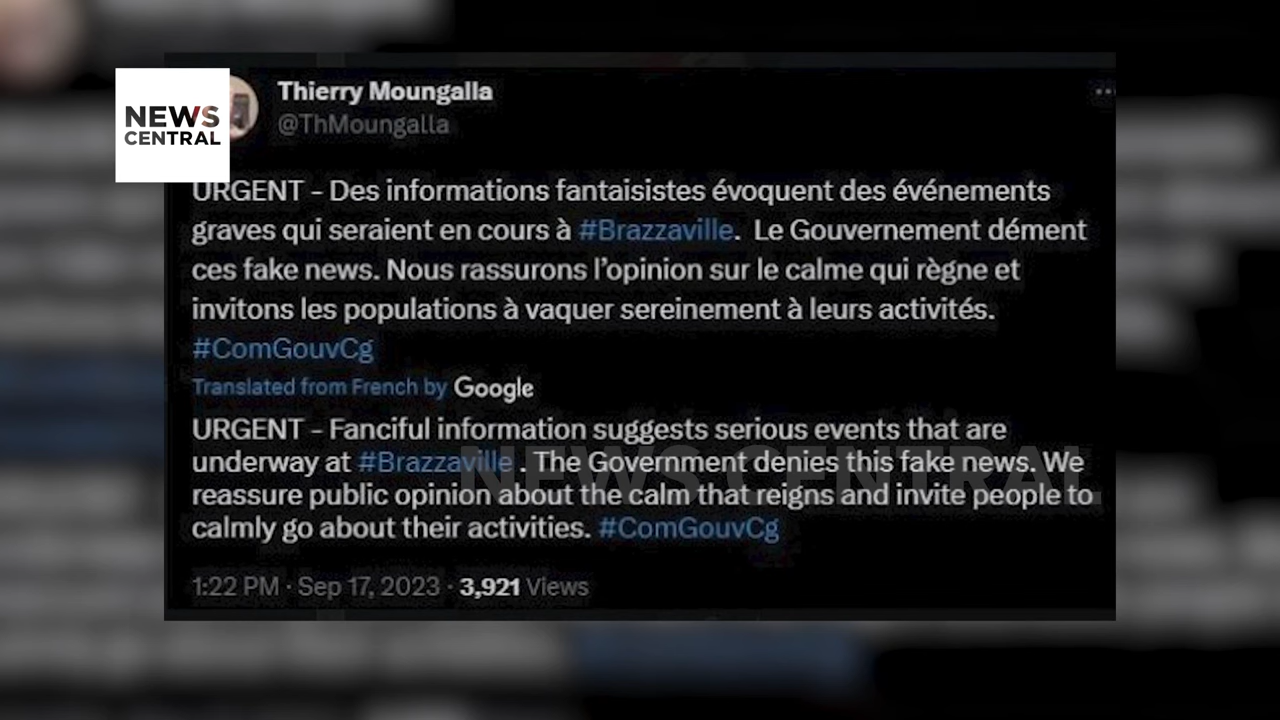 NEWS
CENTRAL
Thierry Moungalla
@ThMoungalla
URGENT - Des informations fantaisistes évoquent des événements
graves qui seraient en cours à #Brazzaville. Le Gouvernement dément
ces fake news. Nous rassurons l'opinion sur le calme qui règne et
invitons les populations à vaquer sereinement à leurs activités.
#ComGouvCg
Translated from French by Google
URGENT - Fanciful information suggests serious events that are
underway at #Brazzaville . The Government denies this fake news. We
reassure public opinion about the calm that reigns and invite people to
calmly go about their activities. #ComGouvCg
NEWS CENTRAL
1:22 PM · Sep 17, 2023 · 3,921 Views